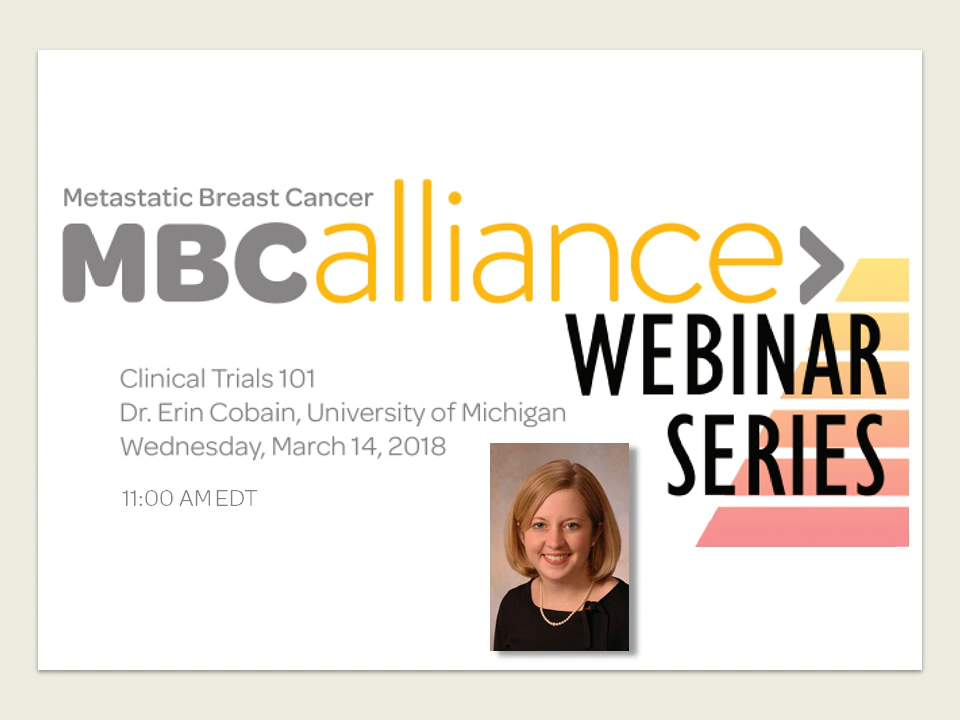 Metastatic Breast Cancer
MBCalliance>
WEBINAR
SERIES
Clinical Trials 101
Dr. Erin Cobain, University of Michigan
Wednesday, March 14, 2018
11:00 AM EDT